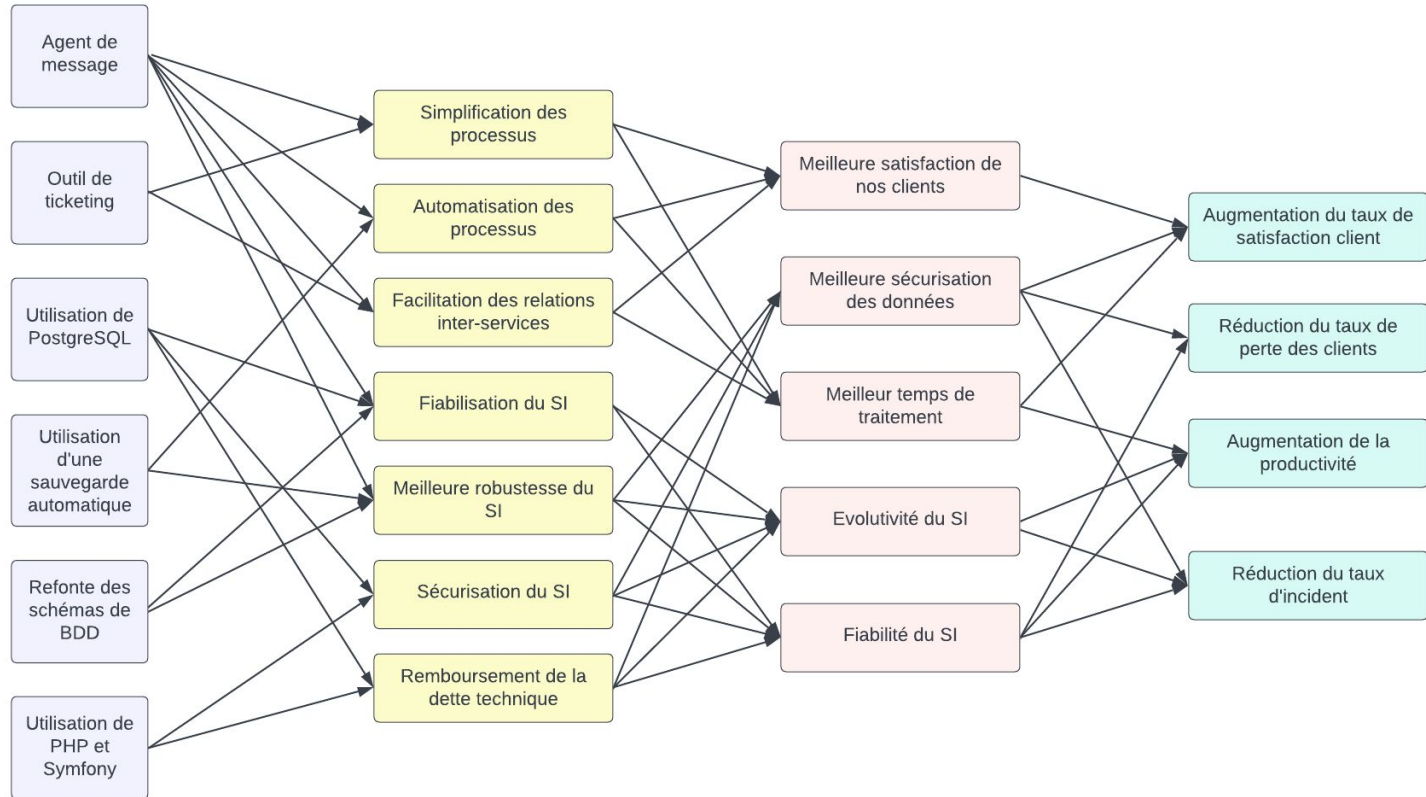 Agent de
message
Outil de
ticketing
Utilisation de
PostgreSQL
Utilisation
d'une
sauvegarde
automatique
Refonte des
schémas de
BDD
Utilisation de
PHP et
Symfony
Simplification des
processus
Automatisation des
processus
Facilitation des relations
inter-services
Fiabilisation du SI
Meilleure robustesse du
SI
Sécurisation du SI
Remboursement de la
dette technique
Meilleure satisfaction de
nos clients
Meilleure sécurisation
des données
Meilleur temps de
traitement
Evolutivité du SI
Fiabilité du SI
Augmentation du taux de
satisfaction client
Réduction du taux de
perte des clients
Augmentation de la
productivité
Réduction du taux
d'incident